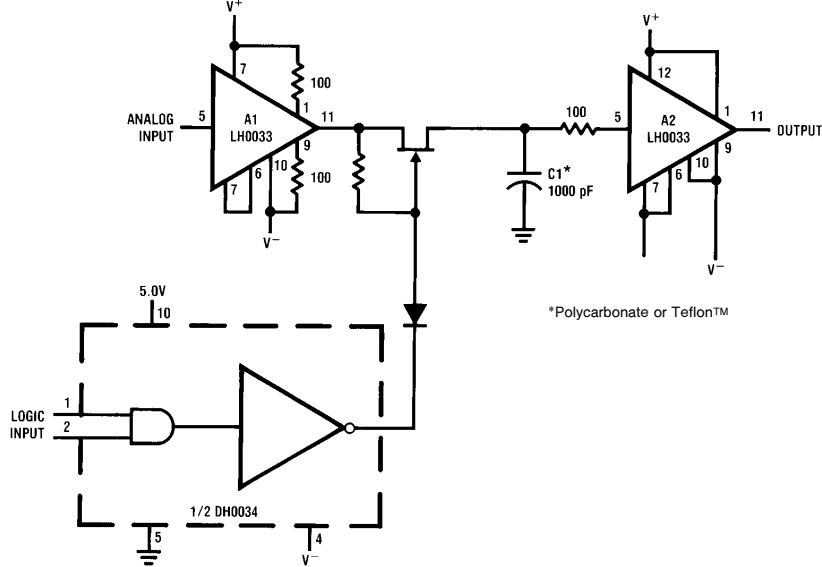 V+
7
100
1
ANALOG
INPUT
5
A1
LH0033
11
9
10
100
6
7
V−
100
C1*
1000 pF
V+
12
5
A2
LH0033
1
11
OUTPUT
9
10
6
7
V−
*Polycarbonate or Teflon™
5.0V
10
LOGIC
INPUT
1
2
1/2 DH0034
5
4
V−